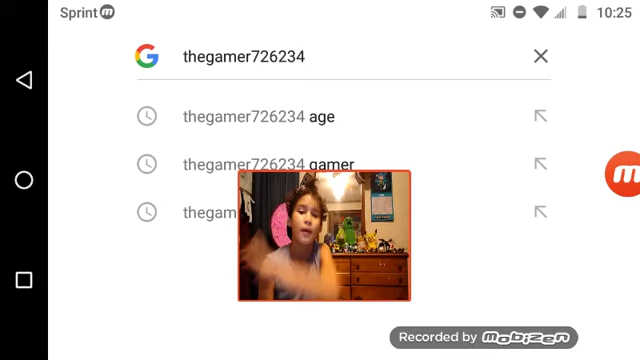 Sprint 10:25
thegamer726234
thegamer726234 age
thegamer726234 gamer
thegam
Recorded by mobizen